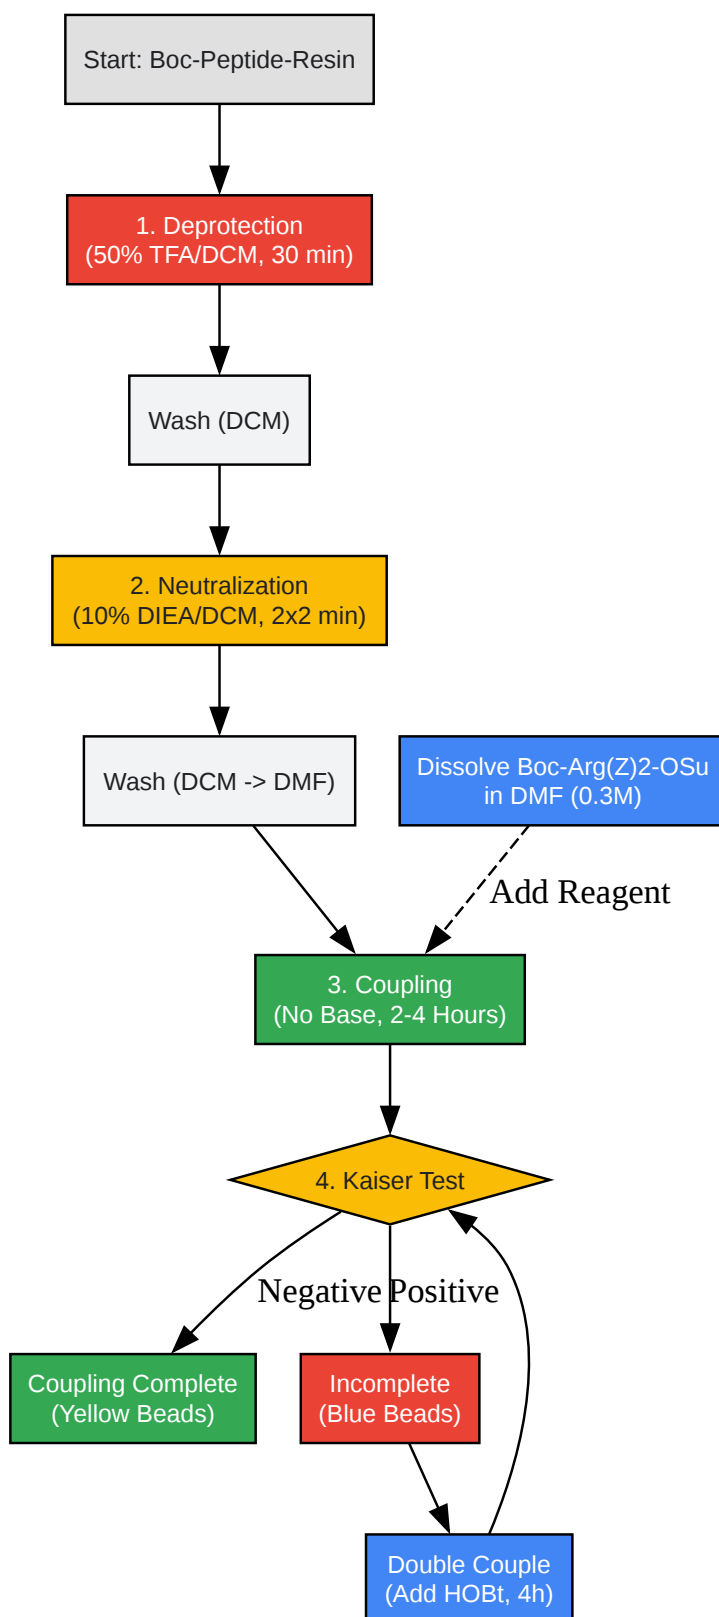 Start: Boc-Peptide-Resin
1. Deprotection
(50% TFA/DCM, 30 min)
Wash (DCM)
2. Neutralization
(10% DIEA/DCM, 2x2 min)
Wash (DCM -> DMF)
Dissolve Boc-Arg(Z)2-OSu
in DMF (0.3M)
Add Reagent
3. Coupling
(No Base, 2-4 Hours)
4. Kaiser Test
Negative
Positive
Coupling Complete
(Yellow Beads)
Incomplete
(Blue Beads)
Double Couple
(Add HOBt, 4h)